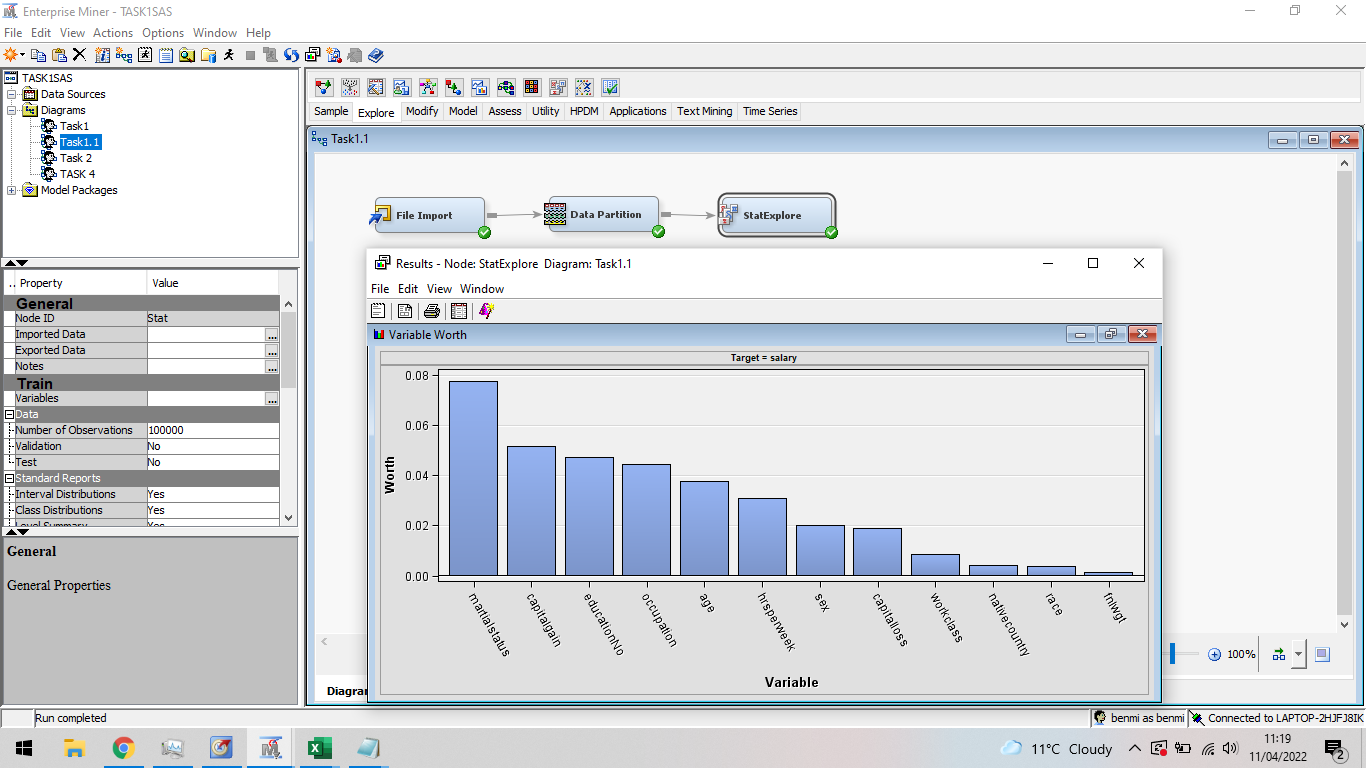 Enterprise Miner - TASK1SAS
File Edit View Actions Options Window Help
TASK1SAS
Data Sources
Diagrams
Task1
Task1.1
Task 2
TASK 4
Model Packages
.. Property Value
General
Node ID Stat
Imported Data ...
Exported Data ...
Notes ...
Train
Variables ...
Data
Number of Observations 100000
Validation No
Test No
Standard Reports
Interval Distributions Yes
Class Distributions Yes
Level Summary Yes
General
General Properties
Sample Explore Modify Model Assess Utility HPDM Applications Text Mining Time Series
Task1.1
File Import
Data Partition
StatExplore
Results - Node: StatExplore Diagram: Task1.1
File Edit View Window
Variable Worth
Target = salary
0.08
0.06
0.04
0.02
0.00
Worth
martialstatus
capitalgain
educationNo
occupation
age
hrsperweek
sex
capitalloss
workclass
nativecountry
race
fnlwgt
Variable
100%
Diagra
Run completed
benmi as benmi
Connected to LAPTOP-2HJFJ8IK
11°C Cloudy
11:19
11/04/2022
2